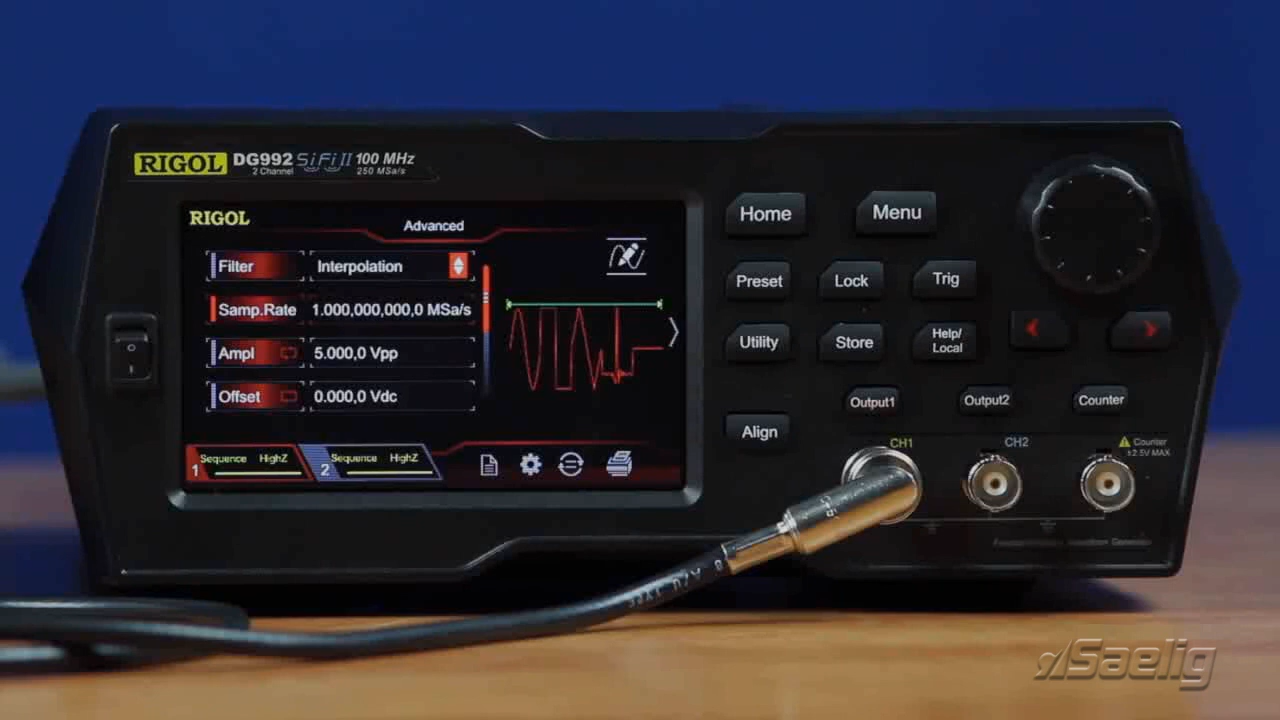 RIGOL DG992 SiFi II 100 MHz
2 Channel 250 MSa/s
RIGOL
Advanced
Filter Interpolation
Samp.Rate 1.000,000,000,0 MSa/s
Ampl 5.000,0 Vpp
Offset 0.000,0 Vdc
1 Sequence HighZ
2 Sequence HighZ
Home Menu
Preset Lock Trig
Utility Store Help/
Local
Output1 Output2 Counter
Align
CH1 CH2 Counter
±2.5V MAX
8 A/U TYPE
Saelig